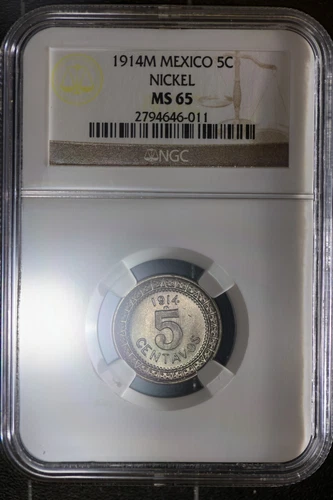 1914M MEXICO 5C
NICKEL
MS 65
2794646-011
NGC
1914
M
5
CENTAVOS